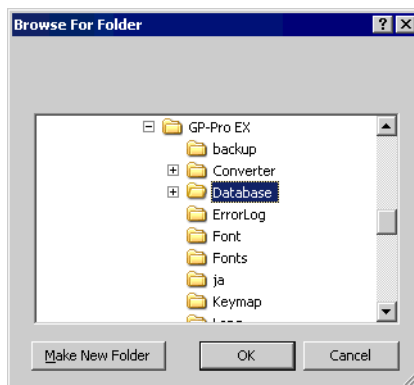 Browse For Folder
GP-Pro EX
backup
Converter
Database
ErrorLog
Font
Fonts
ja
Keymap
Make New Folder OK Cancel